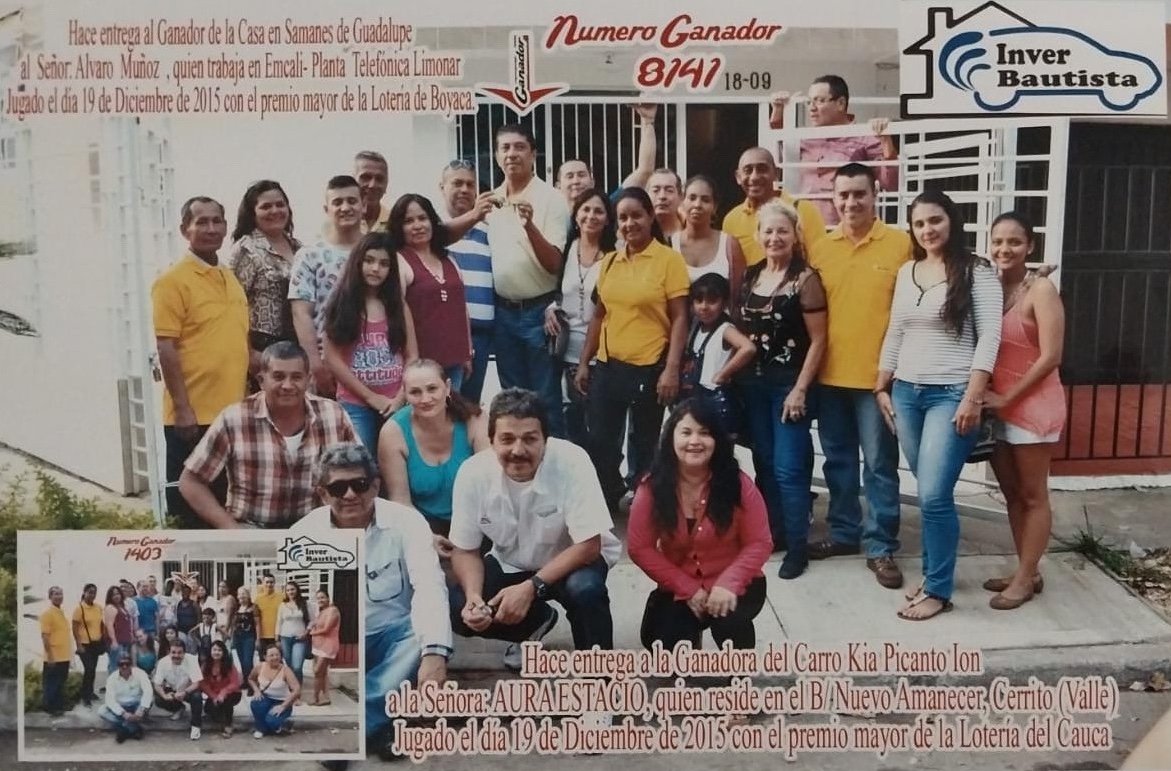 Hace entrega al Ganador de la Casa en Samanes de Guadalupe
al Señor: Alvaro Muñoz , quien trabaja en Emcali- Planta Telefónica Limonar
Jugado el día 19 de Diciembre de 2015 con el premio mayor de la Lotería de Boyaca.
Ganador
Numero Ganador
8141
18-09
Inver
Bautista
Attitude
Numero Ganador
1403
Inver
Bautista
Hace entrega a la Ganadora del Carro Kia Picanto Ion
a la Señora: AURA ESTACIO, quien reside en el B/ Nuevo Amanecer, Cerrito (Valle)
Jugado el día 19 de Diciembre de 2015 con el premio mayor de la Lotería del Cauca